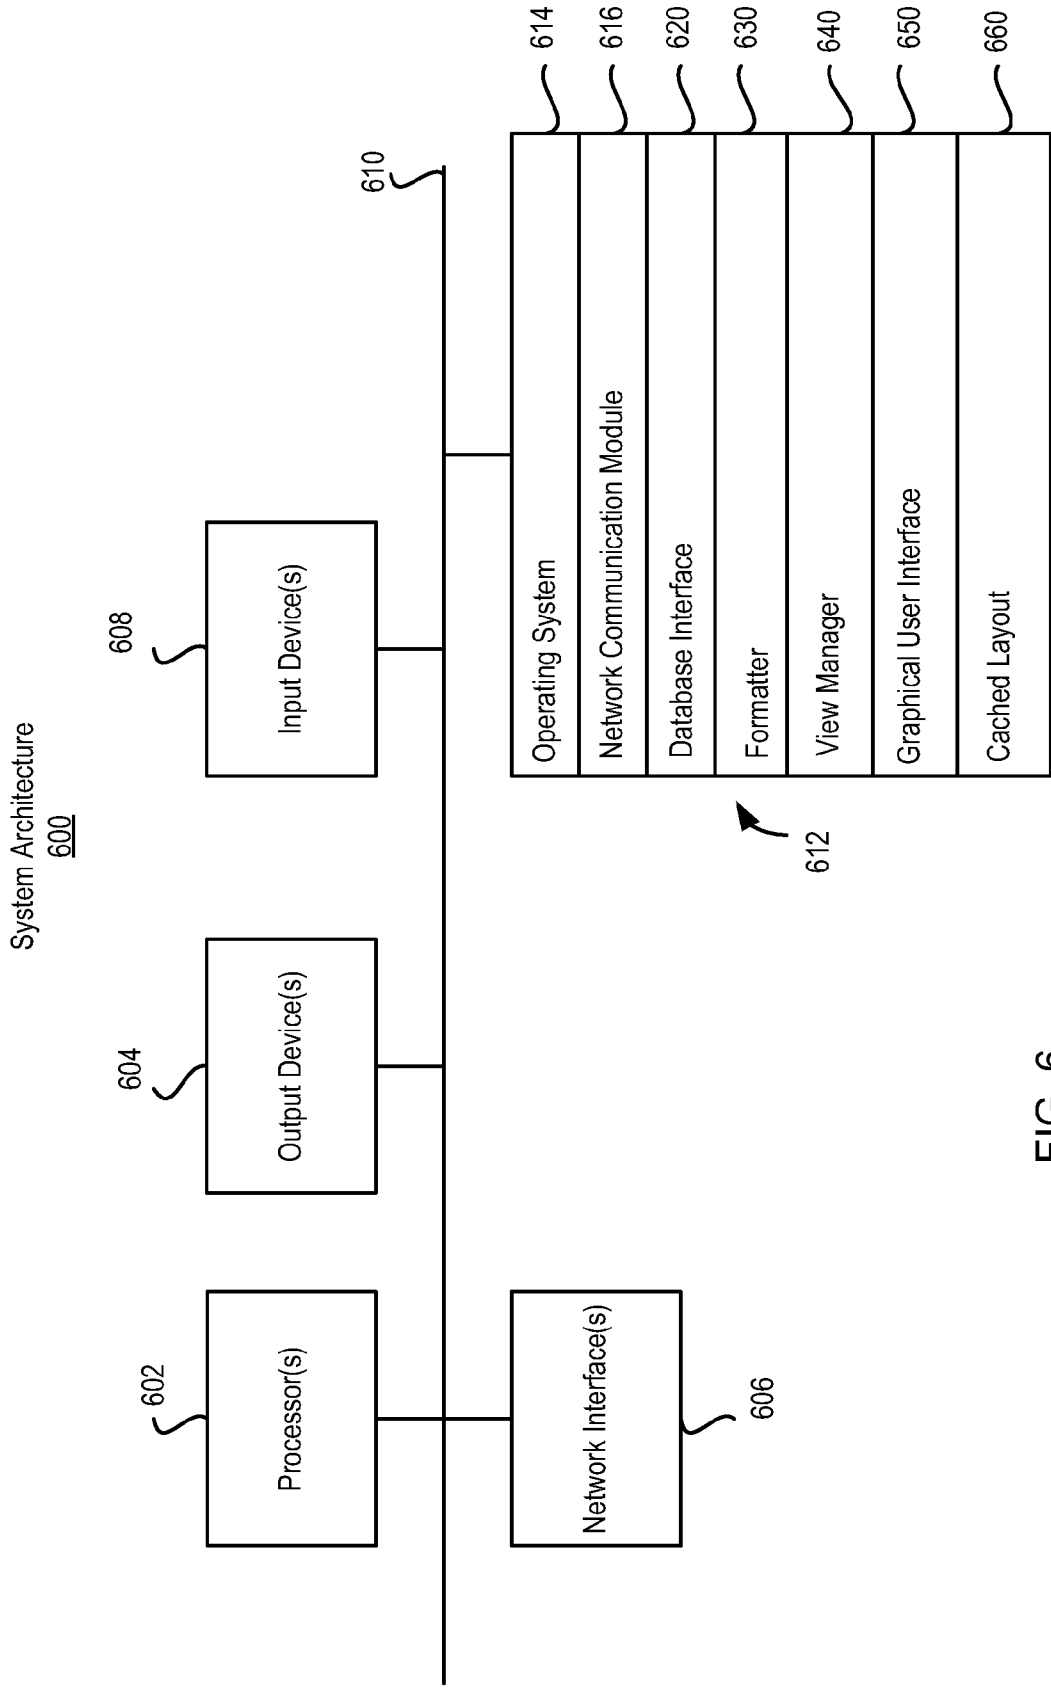 System Architecture
600
602
Processor(s)
604
Output Device(s)
608
Input Device(s)
610
Network Interface(s)
606
612
Operating System
614
Network Communication Module
616
Database Interface
620
Formatter
630
View Manager
640
Graphical User Interface
650
Cached Layout
660
FIG. 6